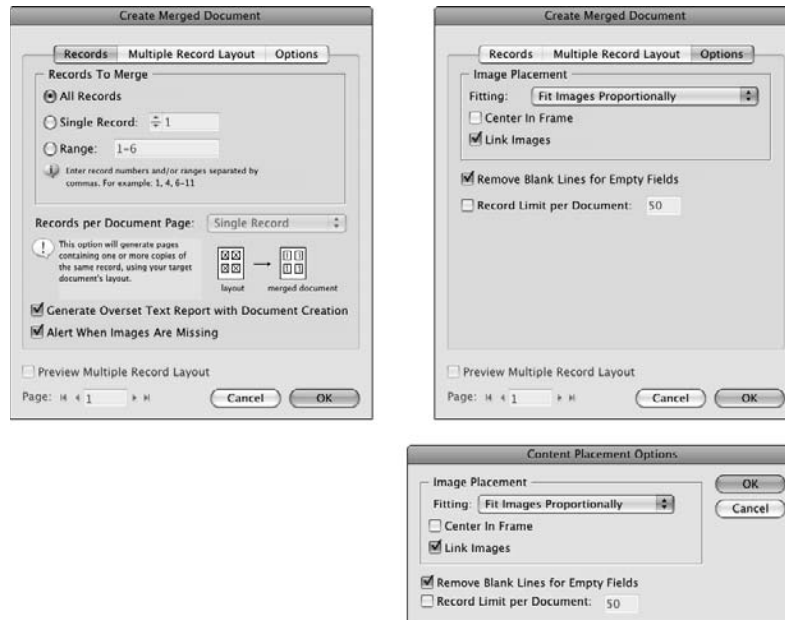 Create Merged Document
Records Multiple Record Layout Options
Records To Merge
All Records
Single Record: 1
Range: 1-6
Enter record numbers and/or ranges separated by
commas. For example: 1, 4, 6-11
Records per Document Page: Single Record
This option will generate pages
containing one or more copies of
the same record, using your target
document's layout.
layout merged document
Generate Overset Text Report with Document Creation
Alert When Images Are Missing
Preview Multiple Record Layout
Page: 1
Cancel OK
Create Merged Document
Records Multiple Record Layout Options
Image Placement
Fitting: Fit Images Proportionally
Center In Frame
Link Images
Remove Blank Lines for Empty Fields
Record Limit per Document: 50
Preview Multiple Record Layout
Page: 1
Cancel OK
Content Placement Options
Image Placement
Fitting: Fit Images Proportionally
Center In Frame
Link Images
OK
Cancel
Remove Blank Lines for Empty Fields
Record Limit per Document: 50